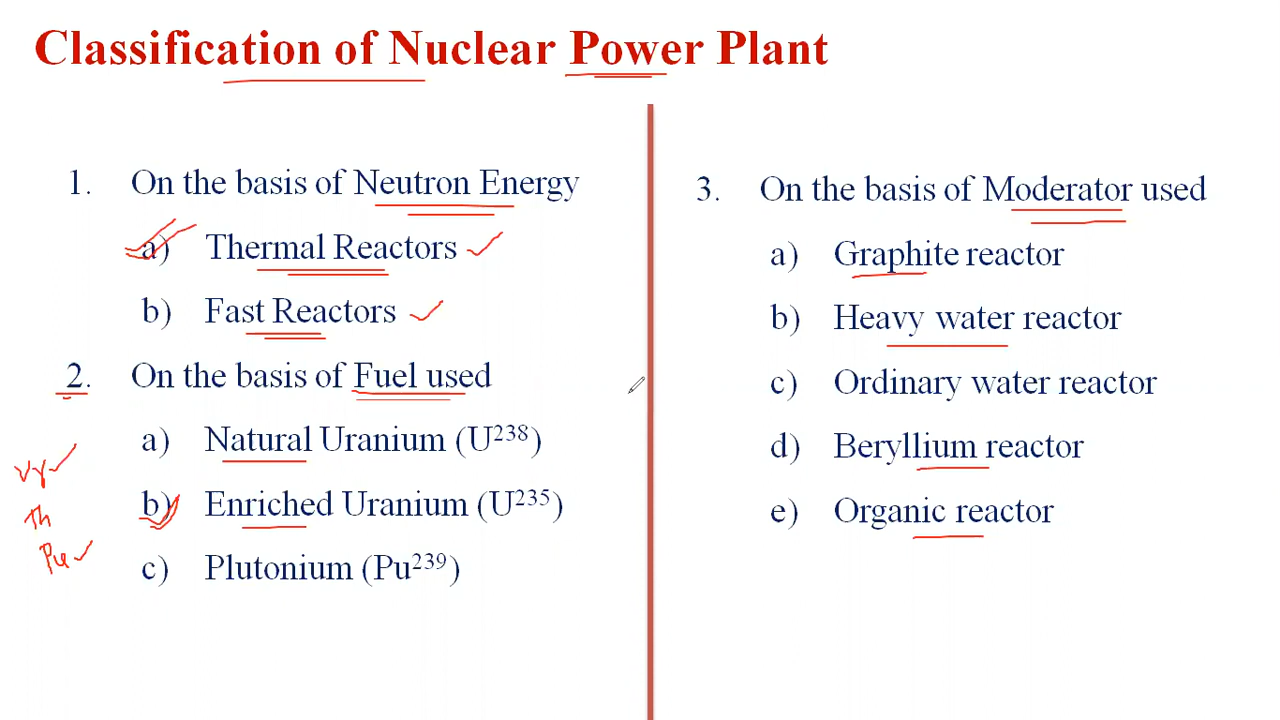 Classification of Nuclear Power Plant
1. On the basis of Neutron Energy
a) Thermal Reactors
b) Fast Reactors
2. On the basis of Fuel used
a) Natural Uranium (U²³⁸)
b) Enriched Uranium (U²³⁵)
c) Plutonium (Pu²³⁹)
Th
Pu
3. On the basis of Moderator used
a) Graphite reactor
b) Heavy water reactor
c) Ordinary water reactor
d) Beryllium reactor
e) Organic reactor